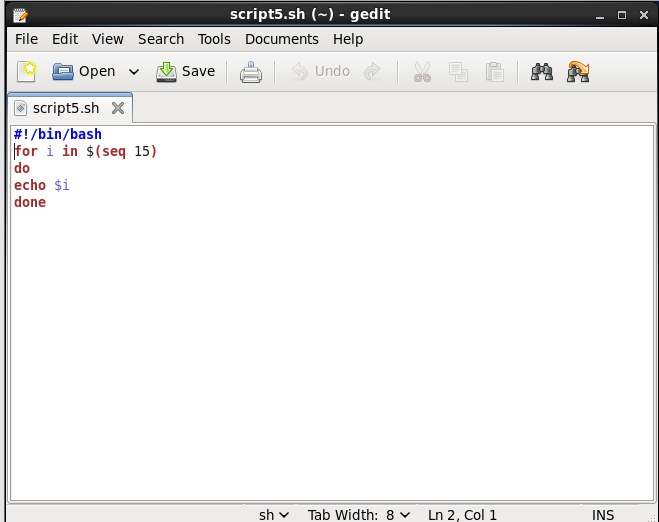 script5.sh (~) - gedit
File Edit View Search Tools Documents Help
Open Save Undo
script5.sh
#!/bin/bash
for i in $(seq 15)
do
echo $i
done
sh Tab Width: 8 Ln 2, Col 1 INS